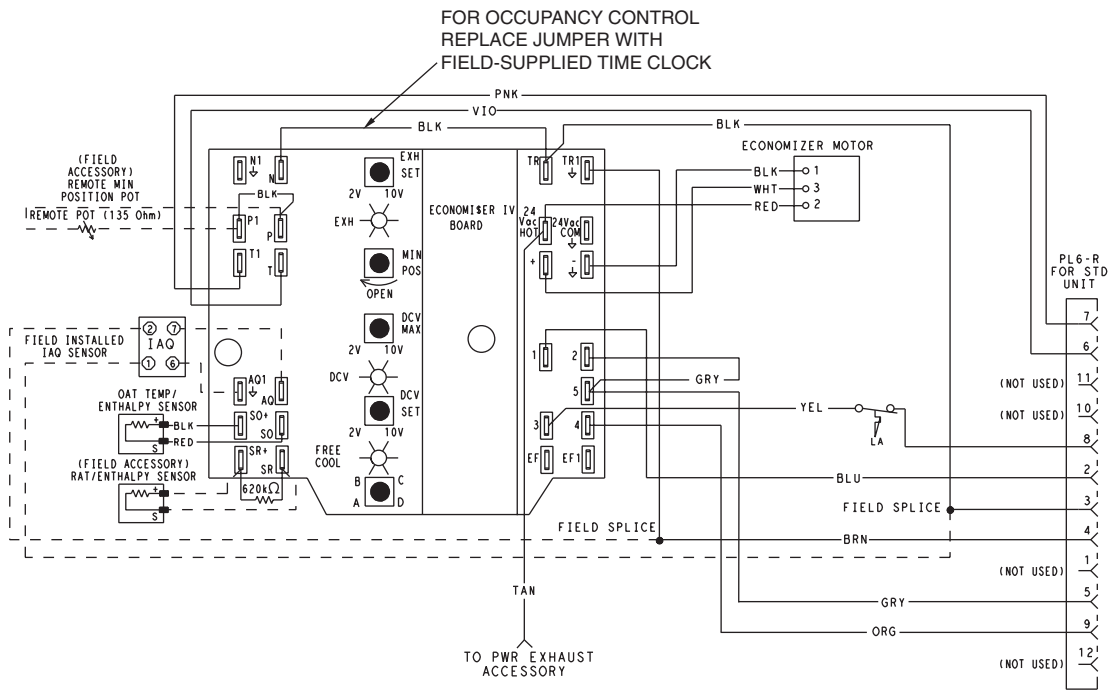 FOR OCCUPANCY CONTROL
REPLACE JUMPER WITH
FIELD-SUPPLIED TIME CLOCK
PNK
VIO
BLK
BLK
(FIELD
ACCESSORY)
REMOTE MIN
POSITION POT
REMOTE POT (135 Ohm)
N1
N
BLK
P1
P
T1
T
EXH
SET
2V 10V
EXH
MIN
POS
OPEN
DCV
MAX
2V 10V
DCV
DCV
SET
2V 10V
FREE
COOL
B C
A D
ECONOMI$ER IV
BOARD
TR
TR1
24
Vac
HOT
24Vac
COM
+
-
1
2
5
3
4
EF
EF1
ECONOMIZER MOTOR
BLK 1
WHT 3
RED 2
FIELD INSTALLED
IAQ SENSOR
2 7
IAQ
1 6
AQ1
AQ
OAT TEMP/
ENTHALPY SENSOR
+
S
BLK
RED
SO+
SO
(FIELD ACCESSORY)
RAT/ENTHALPY SENSOR
+
S
SR+
SR
620kΩ
GRY
YEL
LA
BLU
FIELD SPLICE
FIELD SPLICE
BRN
TAN
GRY
ORG
TO PWR EXHAUST
ACCESSORY
PL6-R
FOR STD
UNIT
7
6
(NOT USED) 11
(NOT USED) 10
8
2
3
4
(NOT USED) 1
5
9
(NOT USED) 12